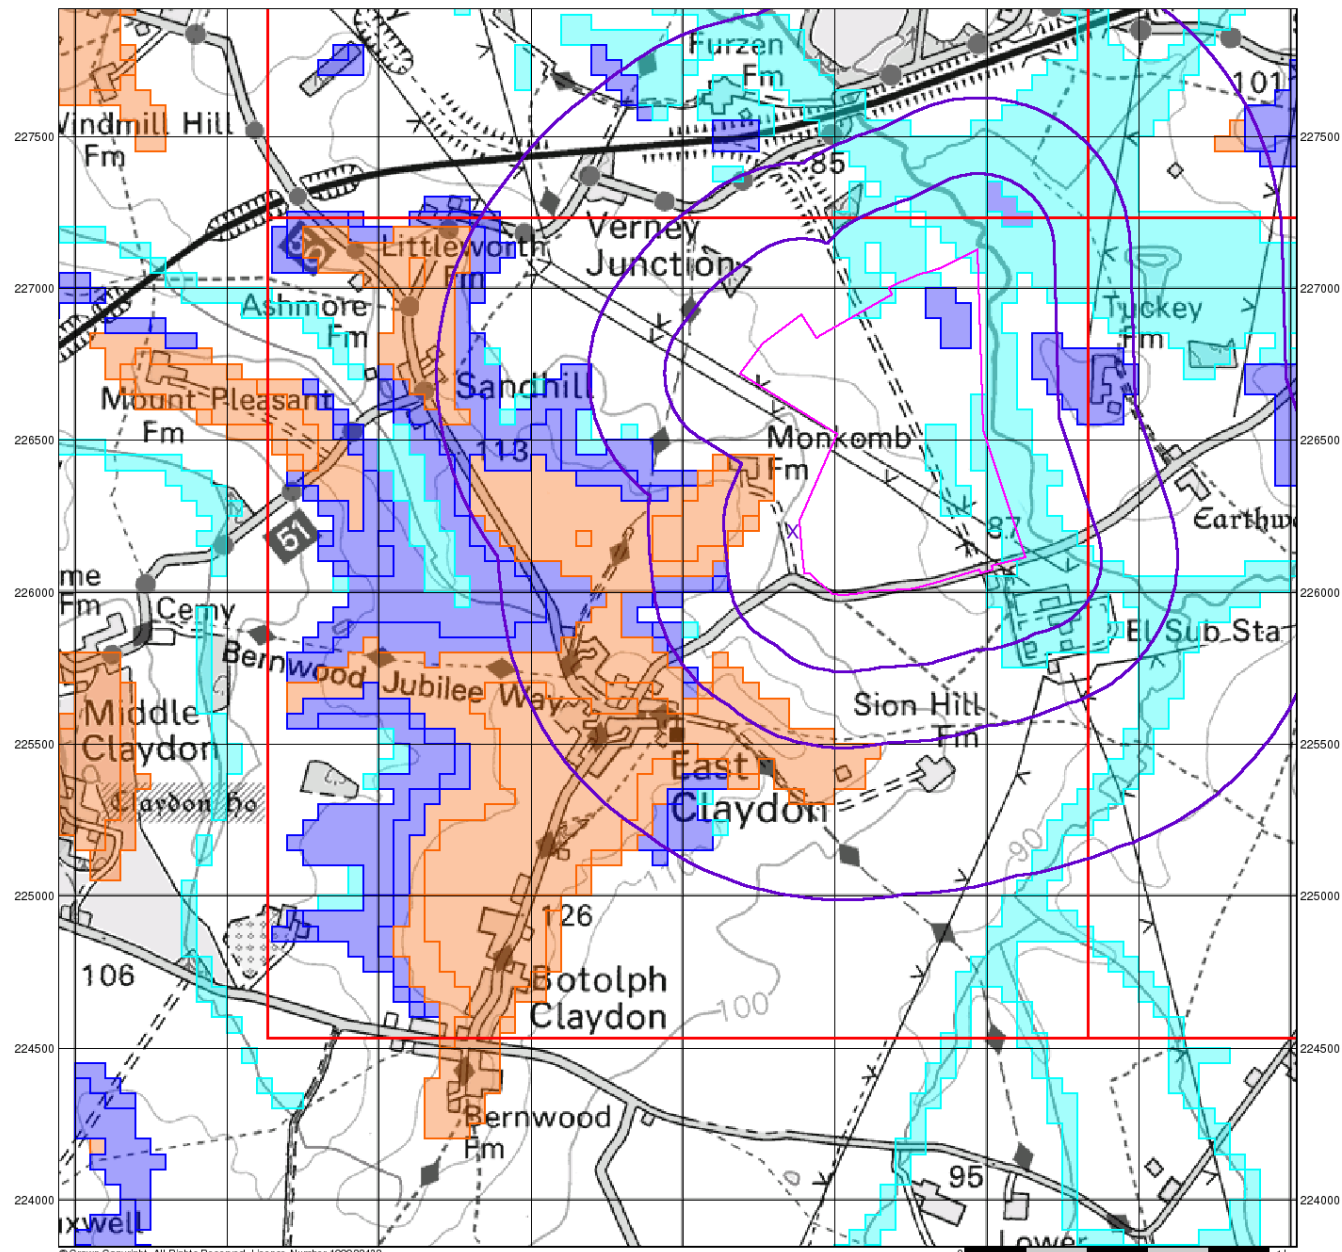 Furzen
Fm
101
227500
Windmill Hill
Fm
85
227500
Verney
Junction
Littleworth
Fm
50
227000
Ashmore
Fm
Tuckey
Fm
227000
Mount Pleasant
Fm
Sandhill
113
226500
Monkomb
Fm
226500
51
87
Earthw
me
Fm
226000
226000
Cemy
El Sub Sta
Bernwood Jubilee Way
Sion Hill
Fm
Middle
Claydon
225500
225500
East
Claydon
Claydon Ho
90
110
225000
225000
126
106
Botolph
Claydon
100
224500
224500
Bernwood
Fm
95
224000
224000
xwell
Lower